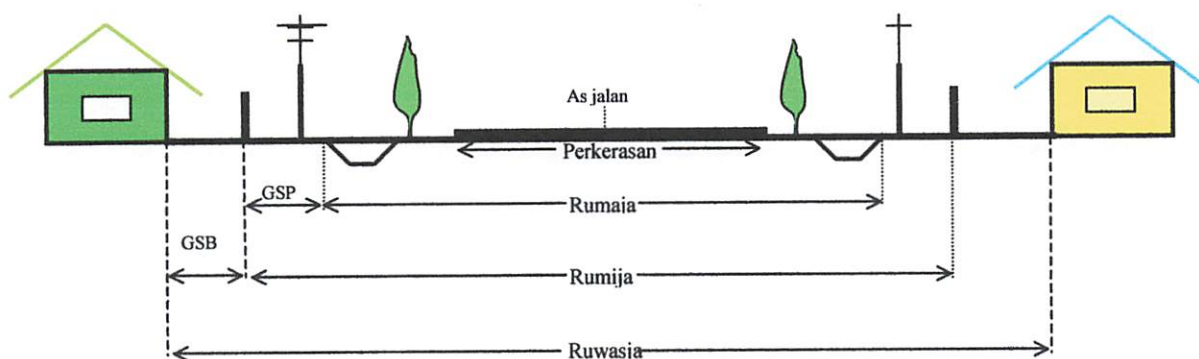 As jalan
Perkerasan
GSP
Rumaja
GSB
Rumija
Ruwasja